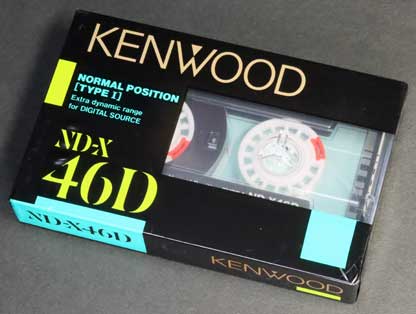 KENWOOD
NORMAL POSITION
[TYPE I]
Extra dynamic range
for DIGITAL SOURCE
ND-X
46D
ND-X46D
KENWOOD